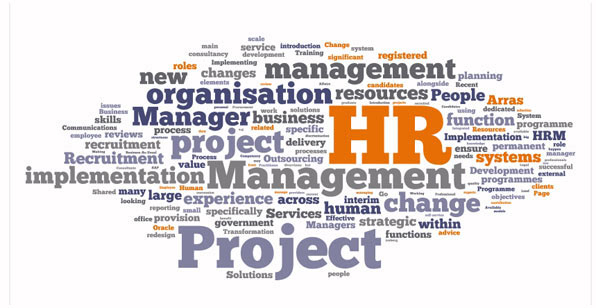 scale
main service introduction Change system
consultancy development Training significant registered
roles Implementing
elements
new changes management candidates alongside planning
Recent
organisation resources People Arras
issues using dedicated
Business
skills Manager business HR function System
programme
Communications work solutions
employee reviews process related specific knowledge Resources Implementation HRM
recruitment project delivery permanent role
processes ensure manager
Recruitment Process value Outsourcing needs systems successful
implementation Management Development external
programmes
Shared Human clients
many large experience across interim Go change Programme Page
looking human objectives
reporting small specifically Services Effective strategic within
office provision benefits Managers
Oracle government functions advice
redesign Transformation
Project
Solutions people